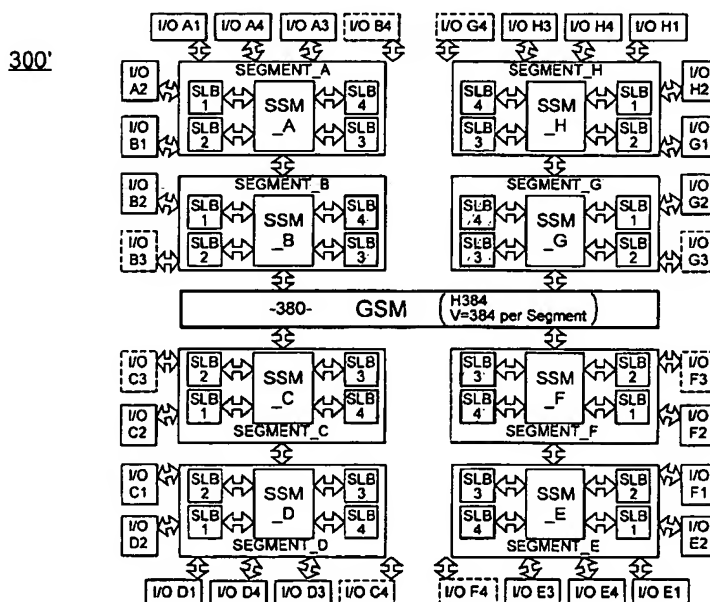 300'
I/O A1 I/O A4 I/O A3 I/O B4 I/O G4 I/O H3 I/O H4 I/O H1
SEGMENT_A SEGMENT_H
I/O A2 SLB 1 SLB 4 SLB 4 SLB 1 I/O H2
SSM _A SSM _H
I/O B1 SLB 2 SLB 3 SLB 3 SLB 2 I/O G1
SEGMENT_B SEGMENT_G
I/O B2 SLB 1 SLB 4 SLB 4 SLB 1 I/O G2
SSM _B SSM _G
I/O B3 SLB 2 SLB 3 SLB 3 SLB 2 I/O G3
-380- GSM (H384
V=384 per Segment)
I/O C3 SLB 2 SLB 3 SLB 3 SLB 2 I/O F3
SSM _C SSM _F
I/O C2 SLB 1 SLB 4 SLB 4 SLB 1 I/O F2
SEGMENT_C SEGMENT_F
I/O C1 SLB 2 SLB 3 SLB 3 SLB 2 I/O F1
SSM _D SSM _E
I/O D2 SLB 1 SLB 4 SLB 4 SLB 1 I/O E2
SEGMENT_D SEGMENT_E
I/O D1 I/O D4 I/O D3 I/O C4 I/O F4 I/O E3 I/O E4 I/O E1